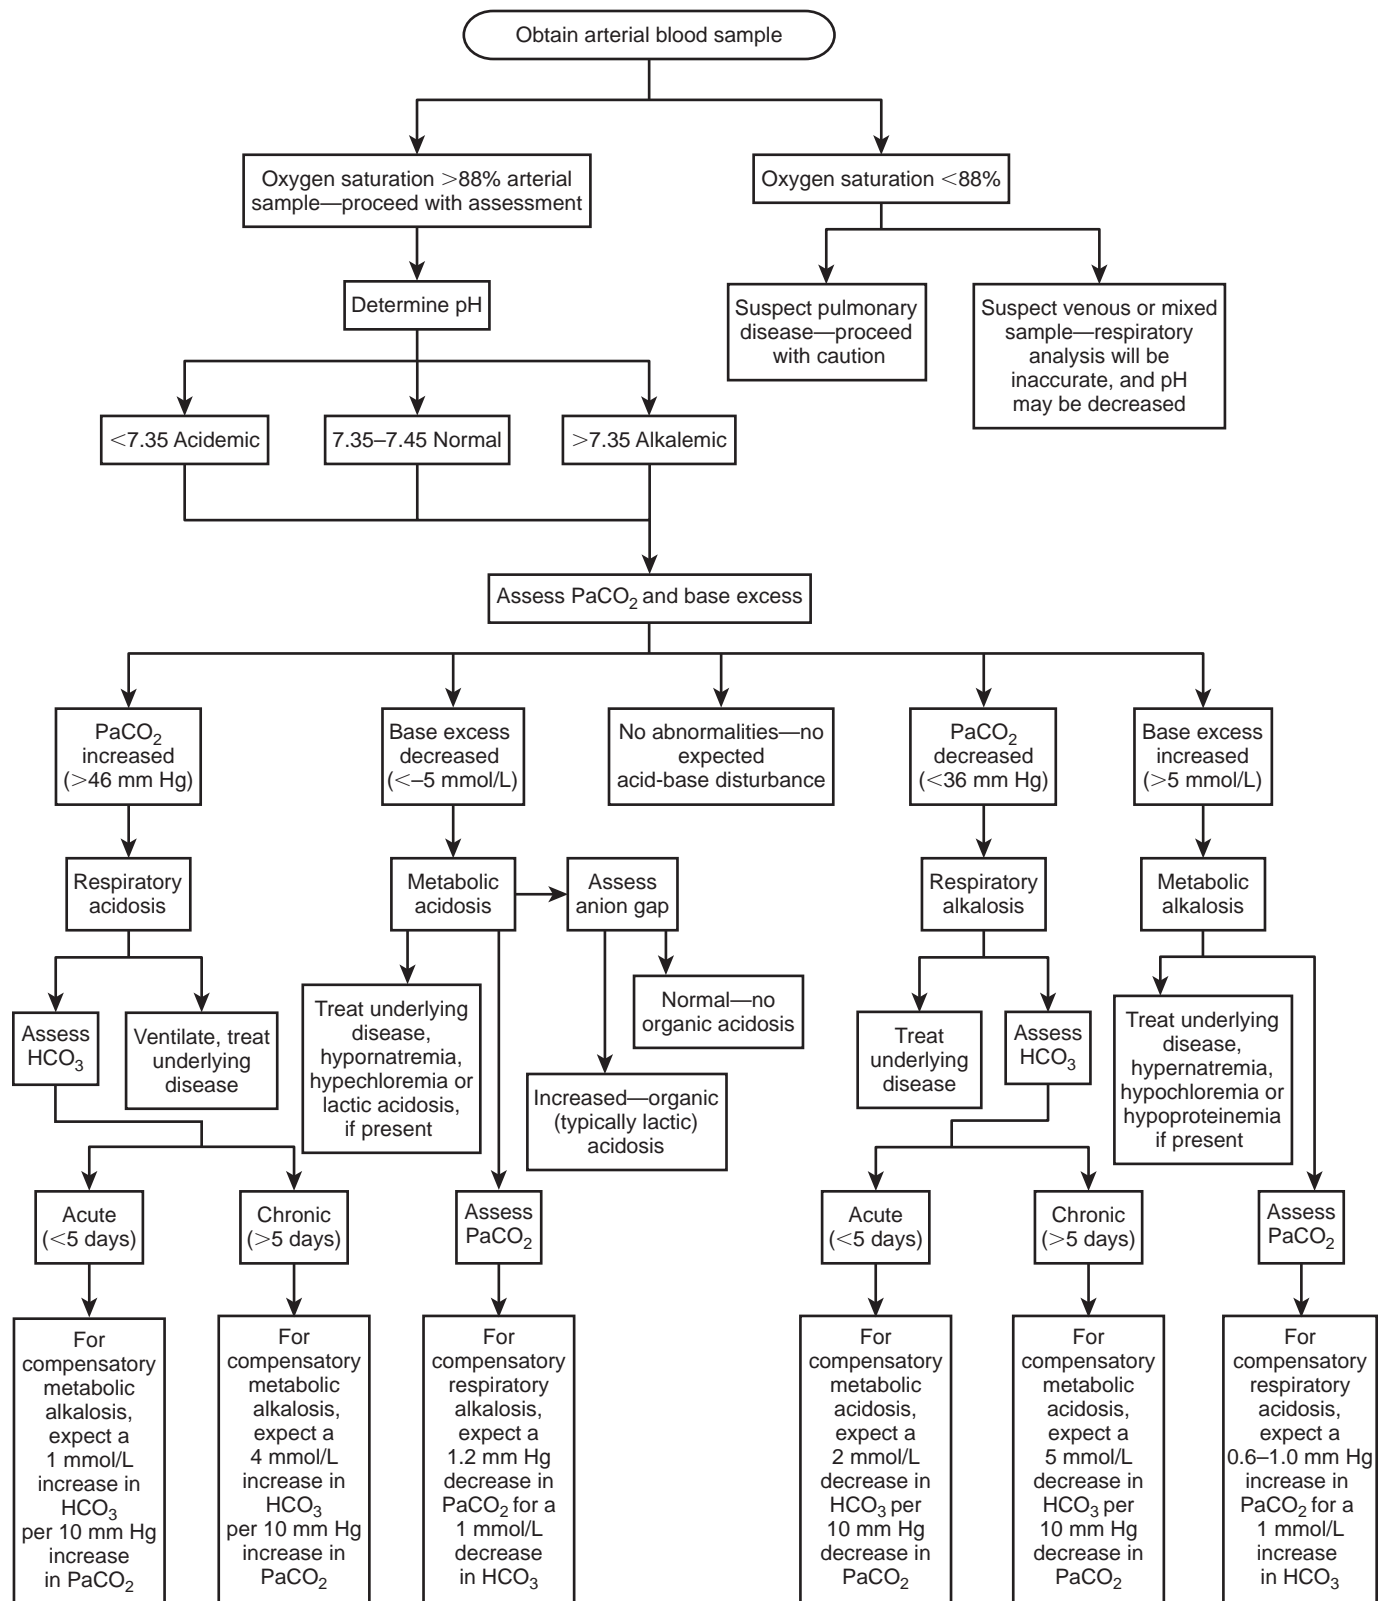 Obtain arterial blood sample
Oxygen saturation >88% arterial
sample—proceed with assessment
Oxygen saturation <88%
Determine pH
Suspect pulmonary
disease—proceed
with caution
Suspect venous or mixed
sample—respiratory
analysis will be
inaccurate, and pH
may be decreased
<7.35 Acidemic
7.35–7.45 Normal
>7.35 Alkalemic
Assess PaCO2 and base excess
PaCO2
increased
(>46 mm Hg)
Base excess
decreased
(<–5 mmol/L)
No abnormalities—no
expected
acid-base disturbance
PaCO2
decreased
(<36 mm Hg)
Base excess
increased
(>5 mmol/L)
Respiratory
acidosis
Metabolic
acidosis
Assess
anion gap
Respiratory
alkalosis
Metabolic
alkalosis
Assess
HCO3
Ventilate, treat
underlying
disease
Treat underlying
disease,
hypornatremia,
hypechloremia or
lactic acidosis,
if present
Normal—no
organic acidosis
Increased—organic
(typically lactic)
acidosis
Treat
underlying
disease
Assess
HCO3
Treat underlying
disease,
hypernatremia,
hypochloremia or
hypoproteinemia
if present
Acute
(<5 days)
Chronic
(>5 days)
Assess
PaCO2
Acute
(<5 days)
Chronic
(>5 days)
Assess
PaCO2
For
compensatory
metabolic
alkalosis,
expect a
1 mmol/L
increase in
HCO3
per 10 mm Hg
increase
in PaCO2
For
compensatory
metabolic
alkalosis,
expect a
4 mmol/L
increase in
HCO3
per 10 mm Hg
increase in
PaCO2
For
compensatory
respiratory
alkalosis,
expect a
1.2 mm Hg
decrease in
PaCO2 for a
1 mmol/L
decrease
in HCO3
For
compensatory
metabolic
acidosis,
expect a
2 mmol/L
decrease in
HCO3 per
10 mm Hg
decrease in
PaCO2
For
compensatory
metabolic
acidosis,
expect a
5 mmol/L
decrease in
HCO3 per
10 mm Hg
decrease in
PaCO2
For
compensatory
respiratory
acidosis,
expect a
0.6–1.0 mm Hg
increase in
PaCO2 for a
1 mmol/L
increase
in HCO3